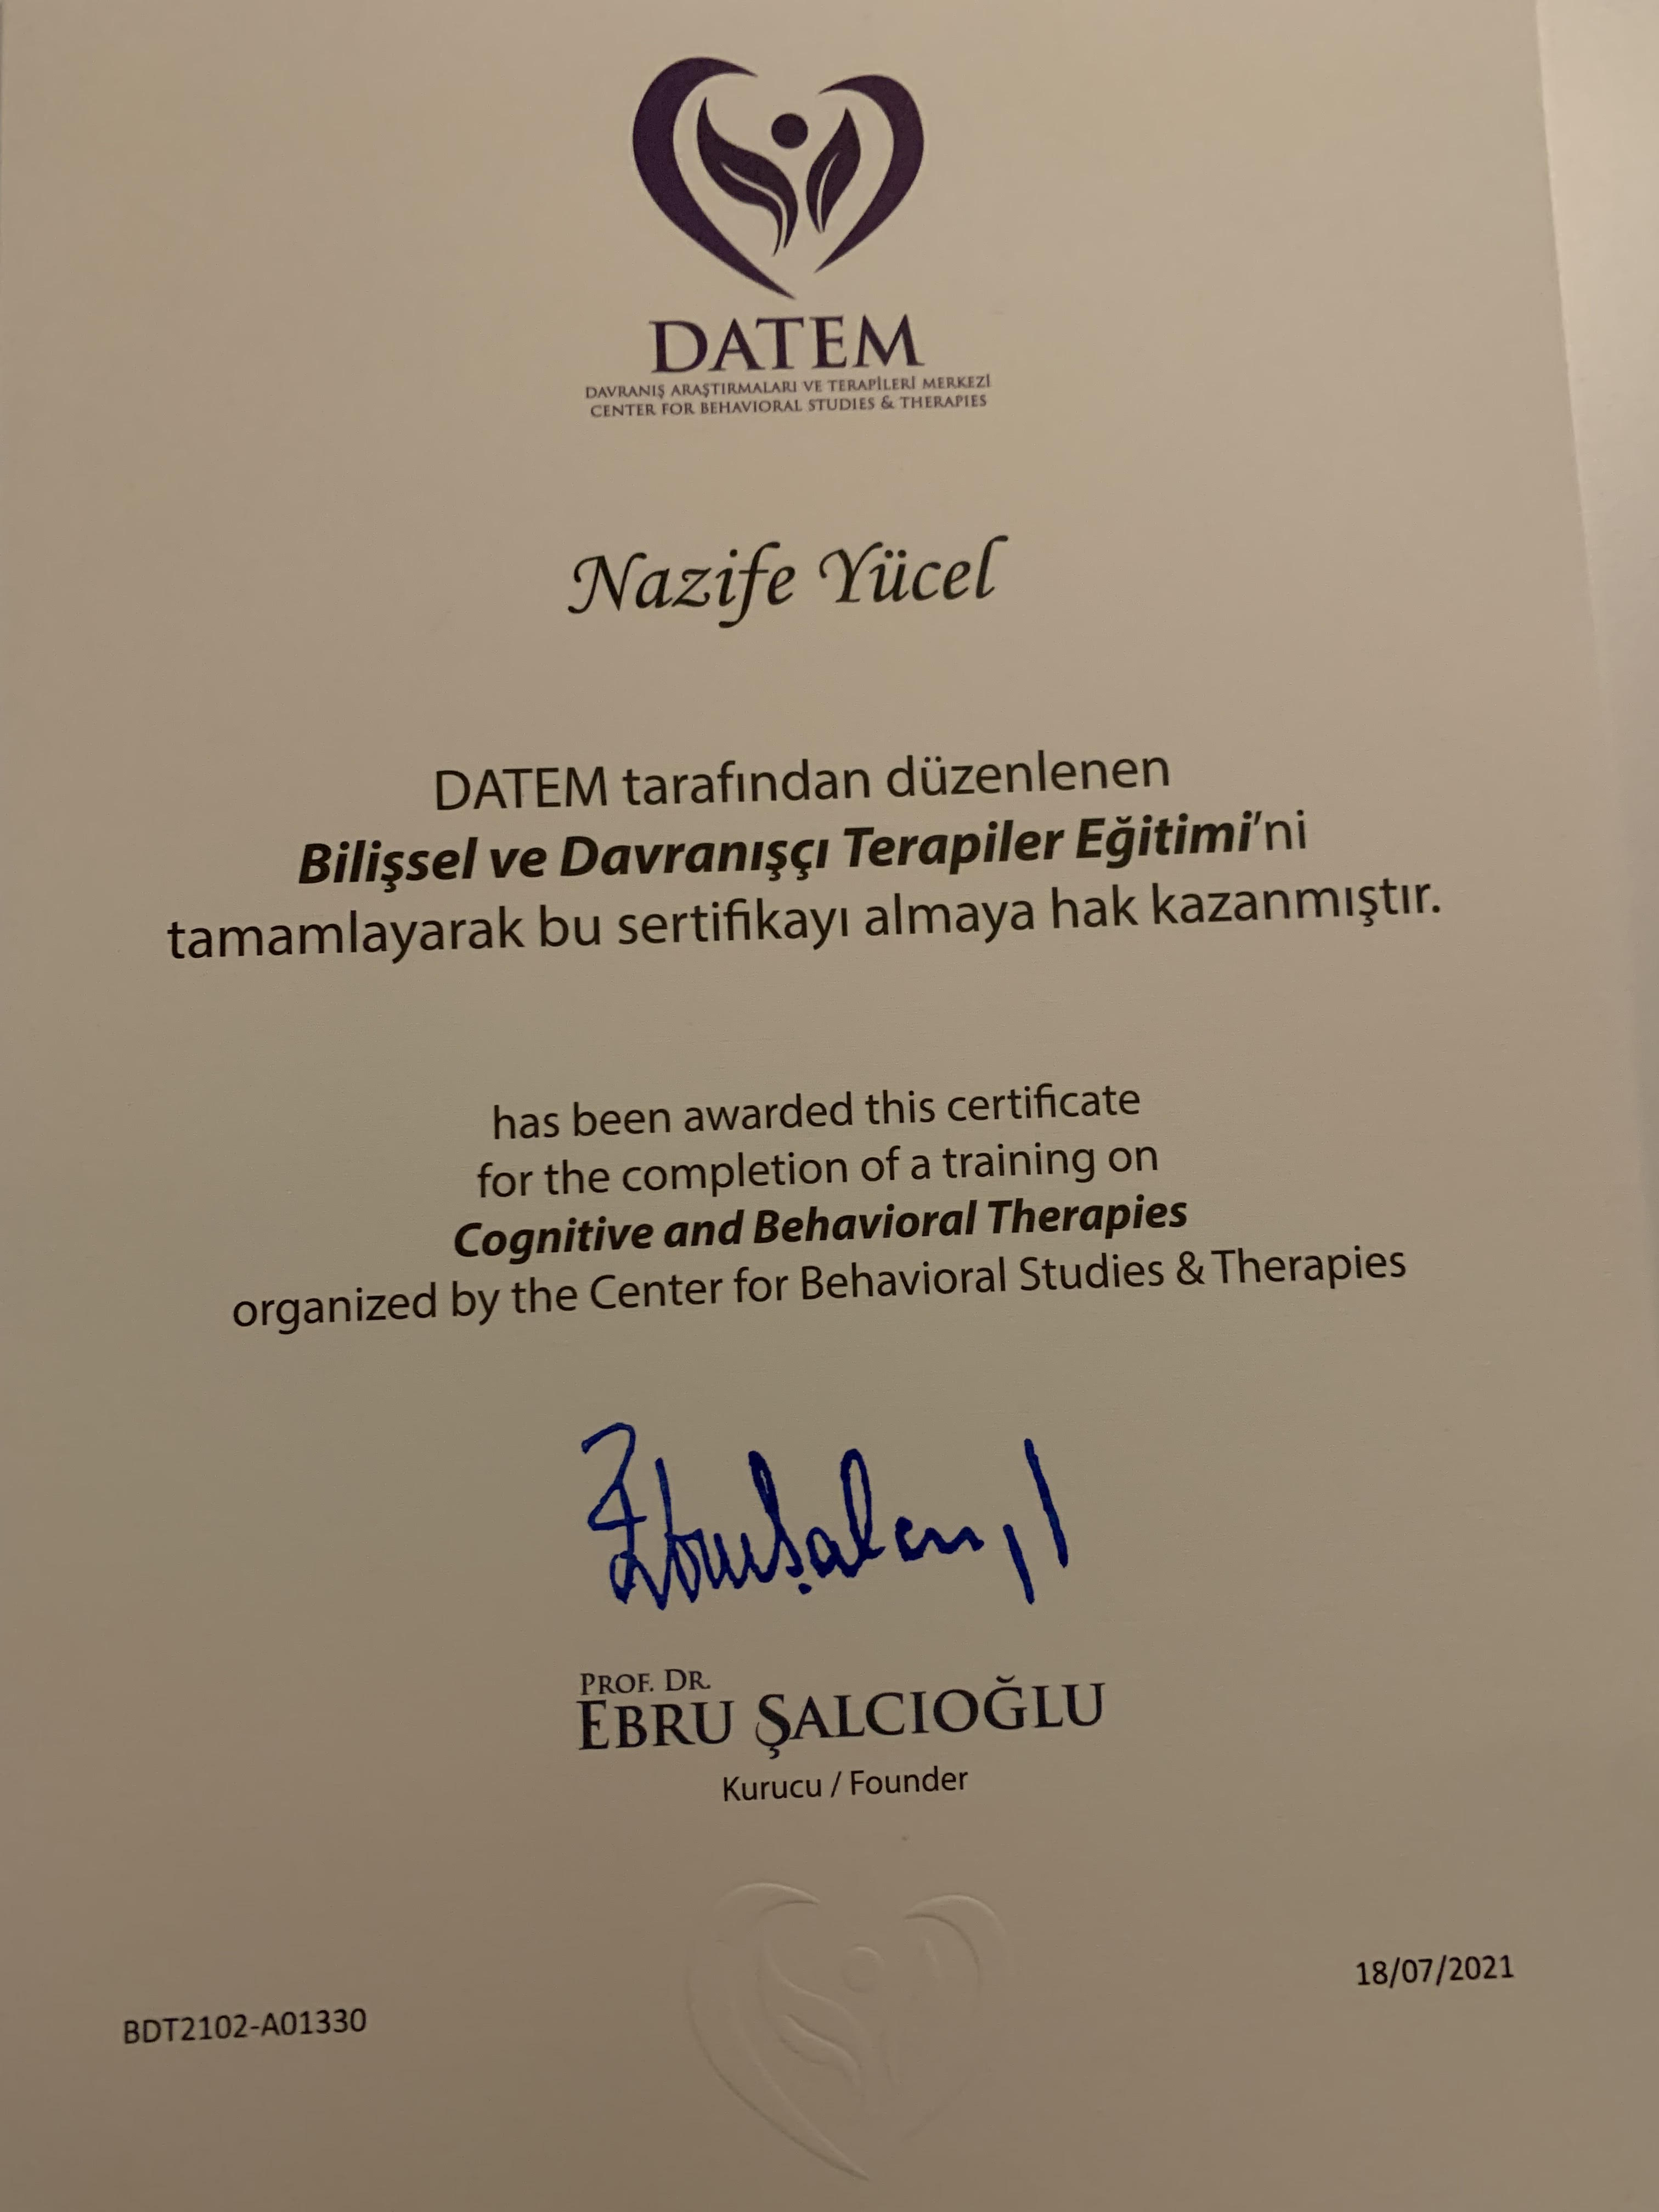 DATEM
DAVRANIŞ ARAŞTIRMALARI VE TERAPİLERİ MERKEZİ
CENTER FOR BEHAVIORAL STUDIES & THERAPIES
Nazife Yücel
DATEM tarafından düzenlenen
Bilişsel ve Davranışçı Terapiler Eğitimi'ni
tamamlayarak bu sertifikayı almaya hak kazanmıştır.
has been awarded this certificate
for the completion of a training on
Cognitive and Behavioral Therapies
organized by the Center for Behavioral Studies & Therapies
PROF. DR.
EBRU ŞALCIOĞLU
Kurucu / Founder
18/07/2021
BDT2102-A01330